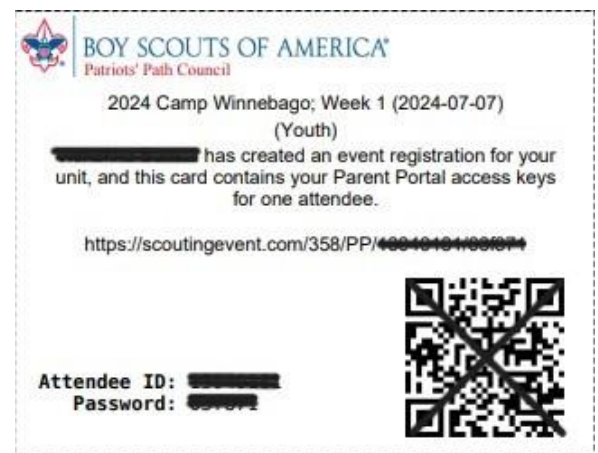 BOY SCOUTS OF AMERICA®
Patriots' Path Council
2024 Camp Winnebago; Week 1 (2024-07-07)
(Youth)
has created an event registration for your
unit, and this card contains your Parent Portal access keys
for one attendee.
https://scoutingevent.com/358/PP/
Attendee ID:
Password: